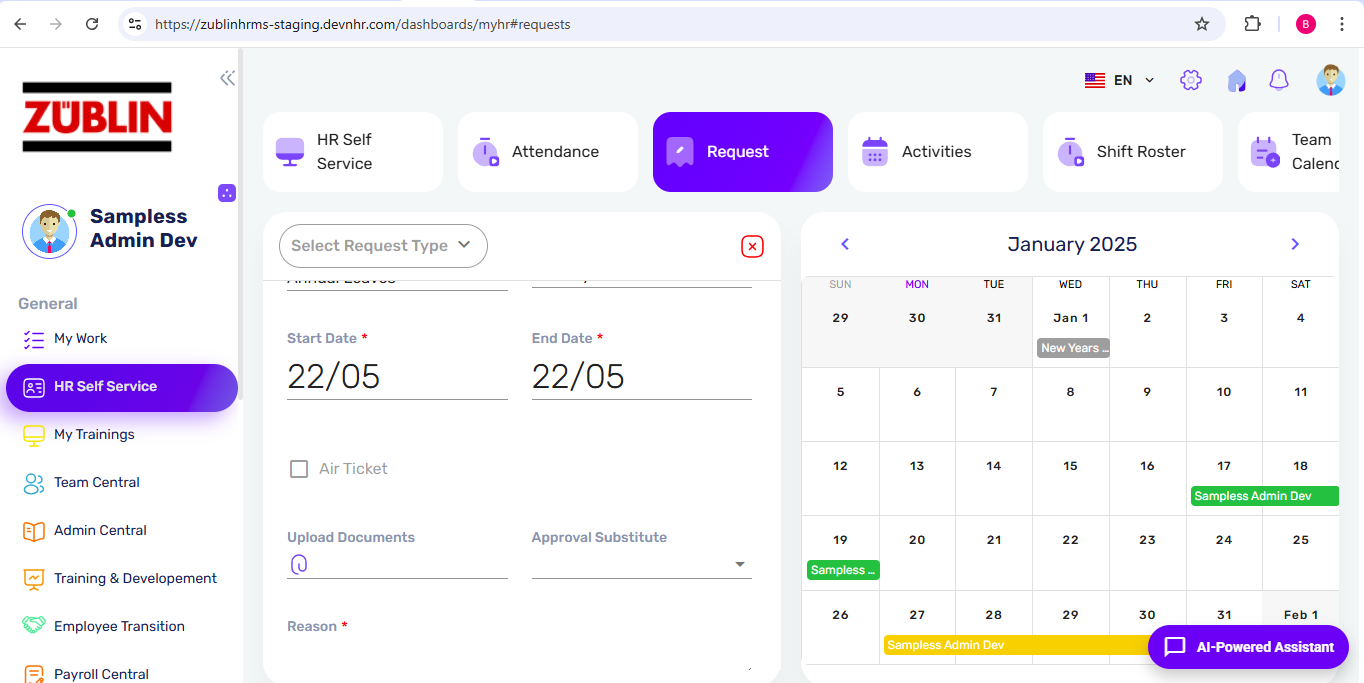 https://zublinhrms-staging.devnhr.com/dashboards/myhr#requests
B
ZÜBLIN
EN
HR Self
Service
Attendance
Request
Activities
Shift Roster
Team
Calenc
Sampless
Admin Dev
General
My Work
HR Self Service
My Trainings
Team Central
Admin Central
Training & Developement
Employee Transition
Payroll Central
Select Request Type
Annual Leaves
Start Date *
End Date *
22/05
22/05
Air Ticket
Upload Documents
Approval Substitute
Reason *
January 2025
SUN MON TUE WED THU FRI SAT
29 30 31 Jan 1 2 3 4
New Years ...
5 6 7 8 9 10 11
12 13 14 15 16 17 18
Sampless Admin Dev
19 20 21 22 23 24 25
Sampless ...
26 27 28 29 30 31 Feb 1
Sampless Admin Dev
AI-Powered Assistant